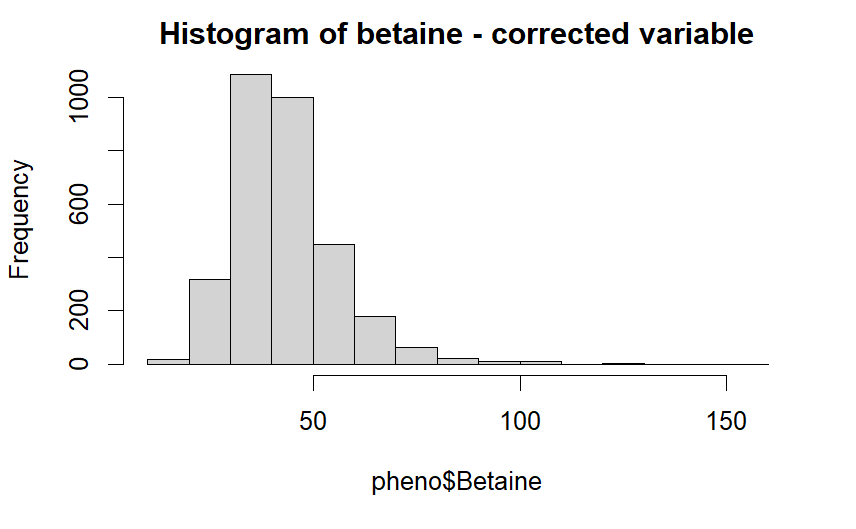 Histogram of betaine - corrected variable
Frequency
1000
600
200
0
50 100 150
pheno$Betaine